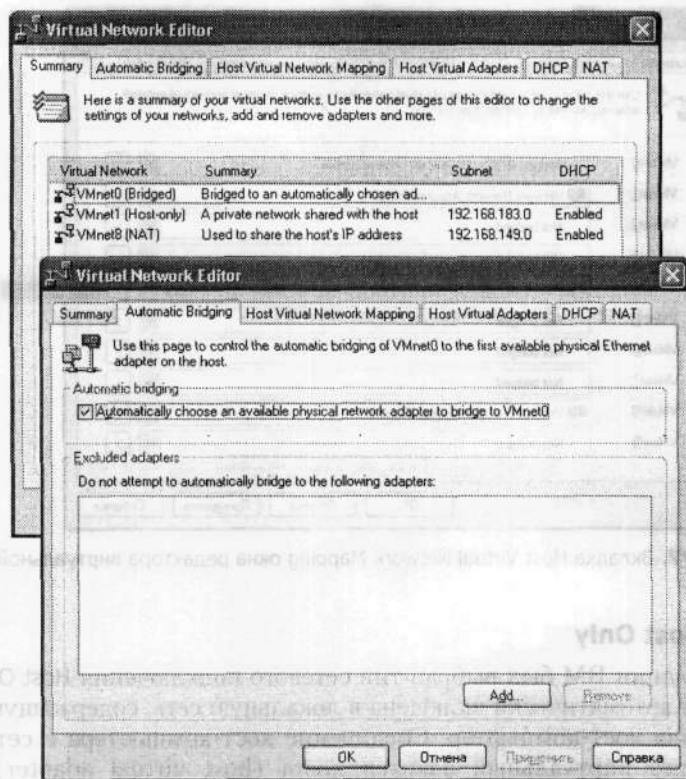 Virtual Network Editor
Summary Automatic Bridging Host Virtual Network Mapping Host Virtual Adapters DHCP NAT
Here is a summary of your virtual networks. Use the other pages of this editor to change the
settings of your networks, add and remove adapters and more.
Virtual Network Summary Subnet DHCP
VMnet0 (Bridged) Bridged to an automatically chosen ad...
VMnet1 (Host-only) A private network shared with the host 192.168.183.0 Enabled
VMnet8 (NAT) Used to share the host's IP address 192.168.149.0 Enabled
Virtual Network Editor
Summary Automatic Bridging Host Virtual Network Mapping Host Virtual Adapters DHCP NAT
Use this page to control the automatic bridging of VMnet0 to the first available physical Ethernet
adapter on the host.
Automatic bridging
Automatically choose an available physical network adapter to bridge to VMnet0
Excluded adapters
Do not attempt to automatically bridge to the following adapters:
Add... Remove
OK Отмена Применить Справка